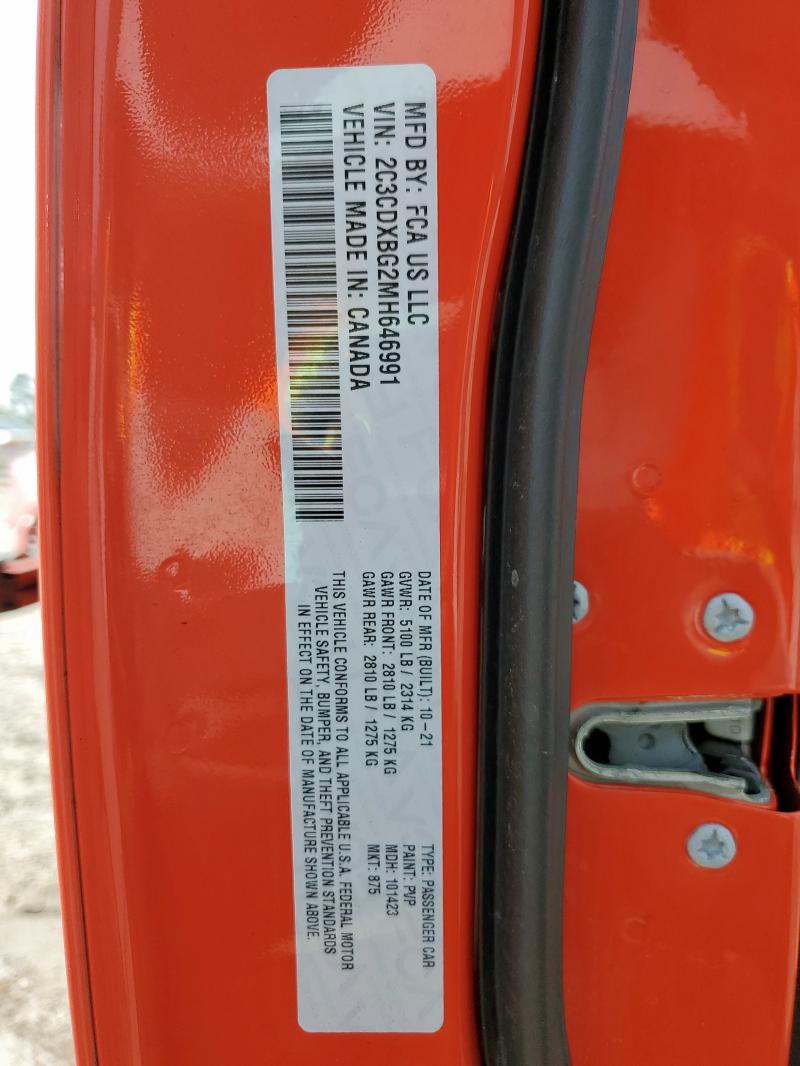 MFD BY: FCA US LLC
VIN: 2C3CDXBG2MH646991
VEHICLE MADE IN: CANADA
DATE OF MFR (BUILT): 10-21
GVWR: 5100 LB / 2314 KG
GAWR FRONT: 2810 LB / 1275 KG
GAWR REAR: 2810 LB / 1275 KG
THIS VEHICLE CONFORMS TO ALL APPLICABLE U.S.A. FEDERAL MOTOR
VEHICLE SAFETY, BUMPER, AND THEFT PREVENTION STANDARDS
IN EFFECT ON THE DATE OF MANUFACTURE SHOWN ABOVE.
TYPE: PASSENGER CAR
PAINT: PVP
MDH: 101423
MKT: 875